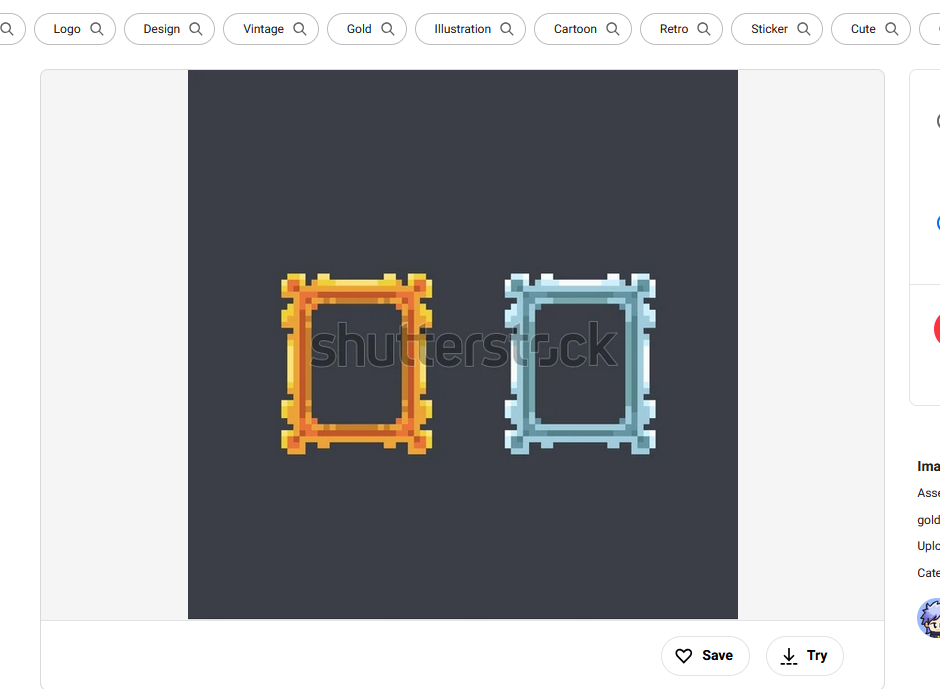 Logo
Design
Vintage
Gold
Illustration
Cartoon
Retro
Sticker
Cute
shutterstock
Save
Try
Ima
Asse
gold
Uplo
Cate